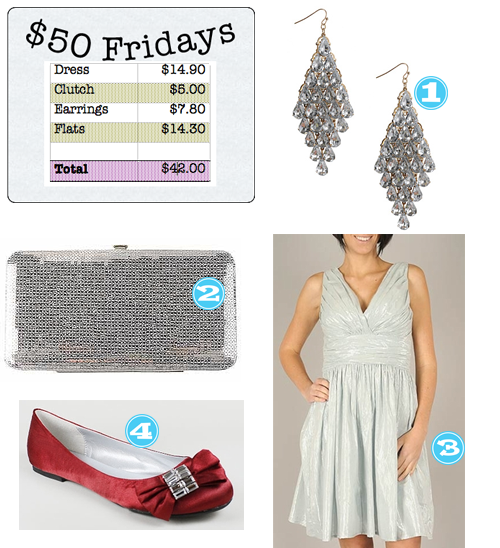 $50 Fridays
Dress $14.90
Clutch $5.00
Earrings $7.80
Flats $14.30
Total $42.00
1
2
3
4